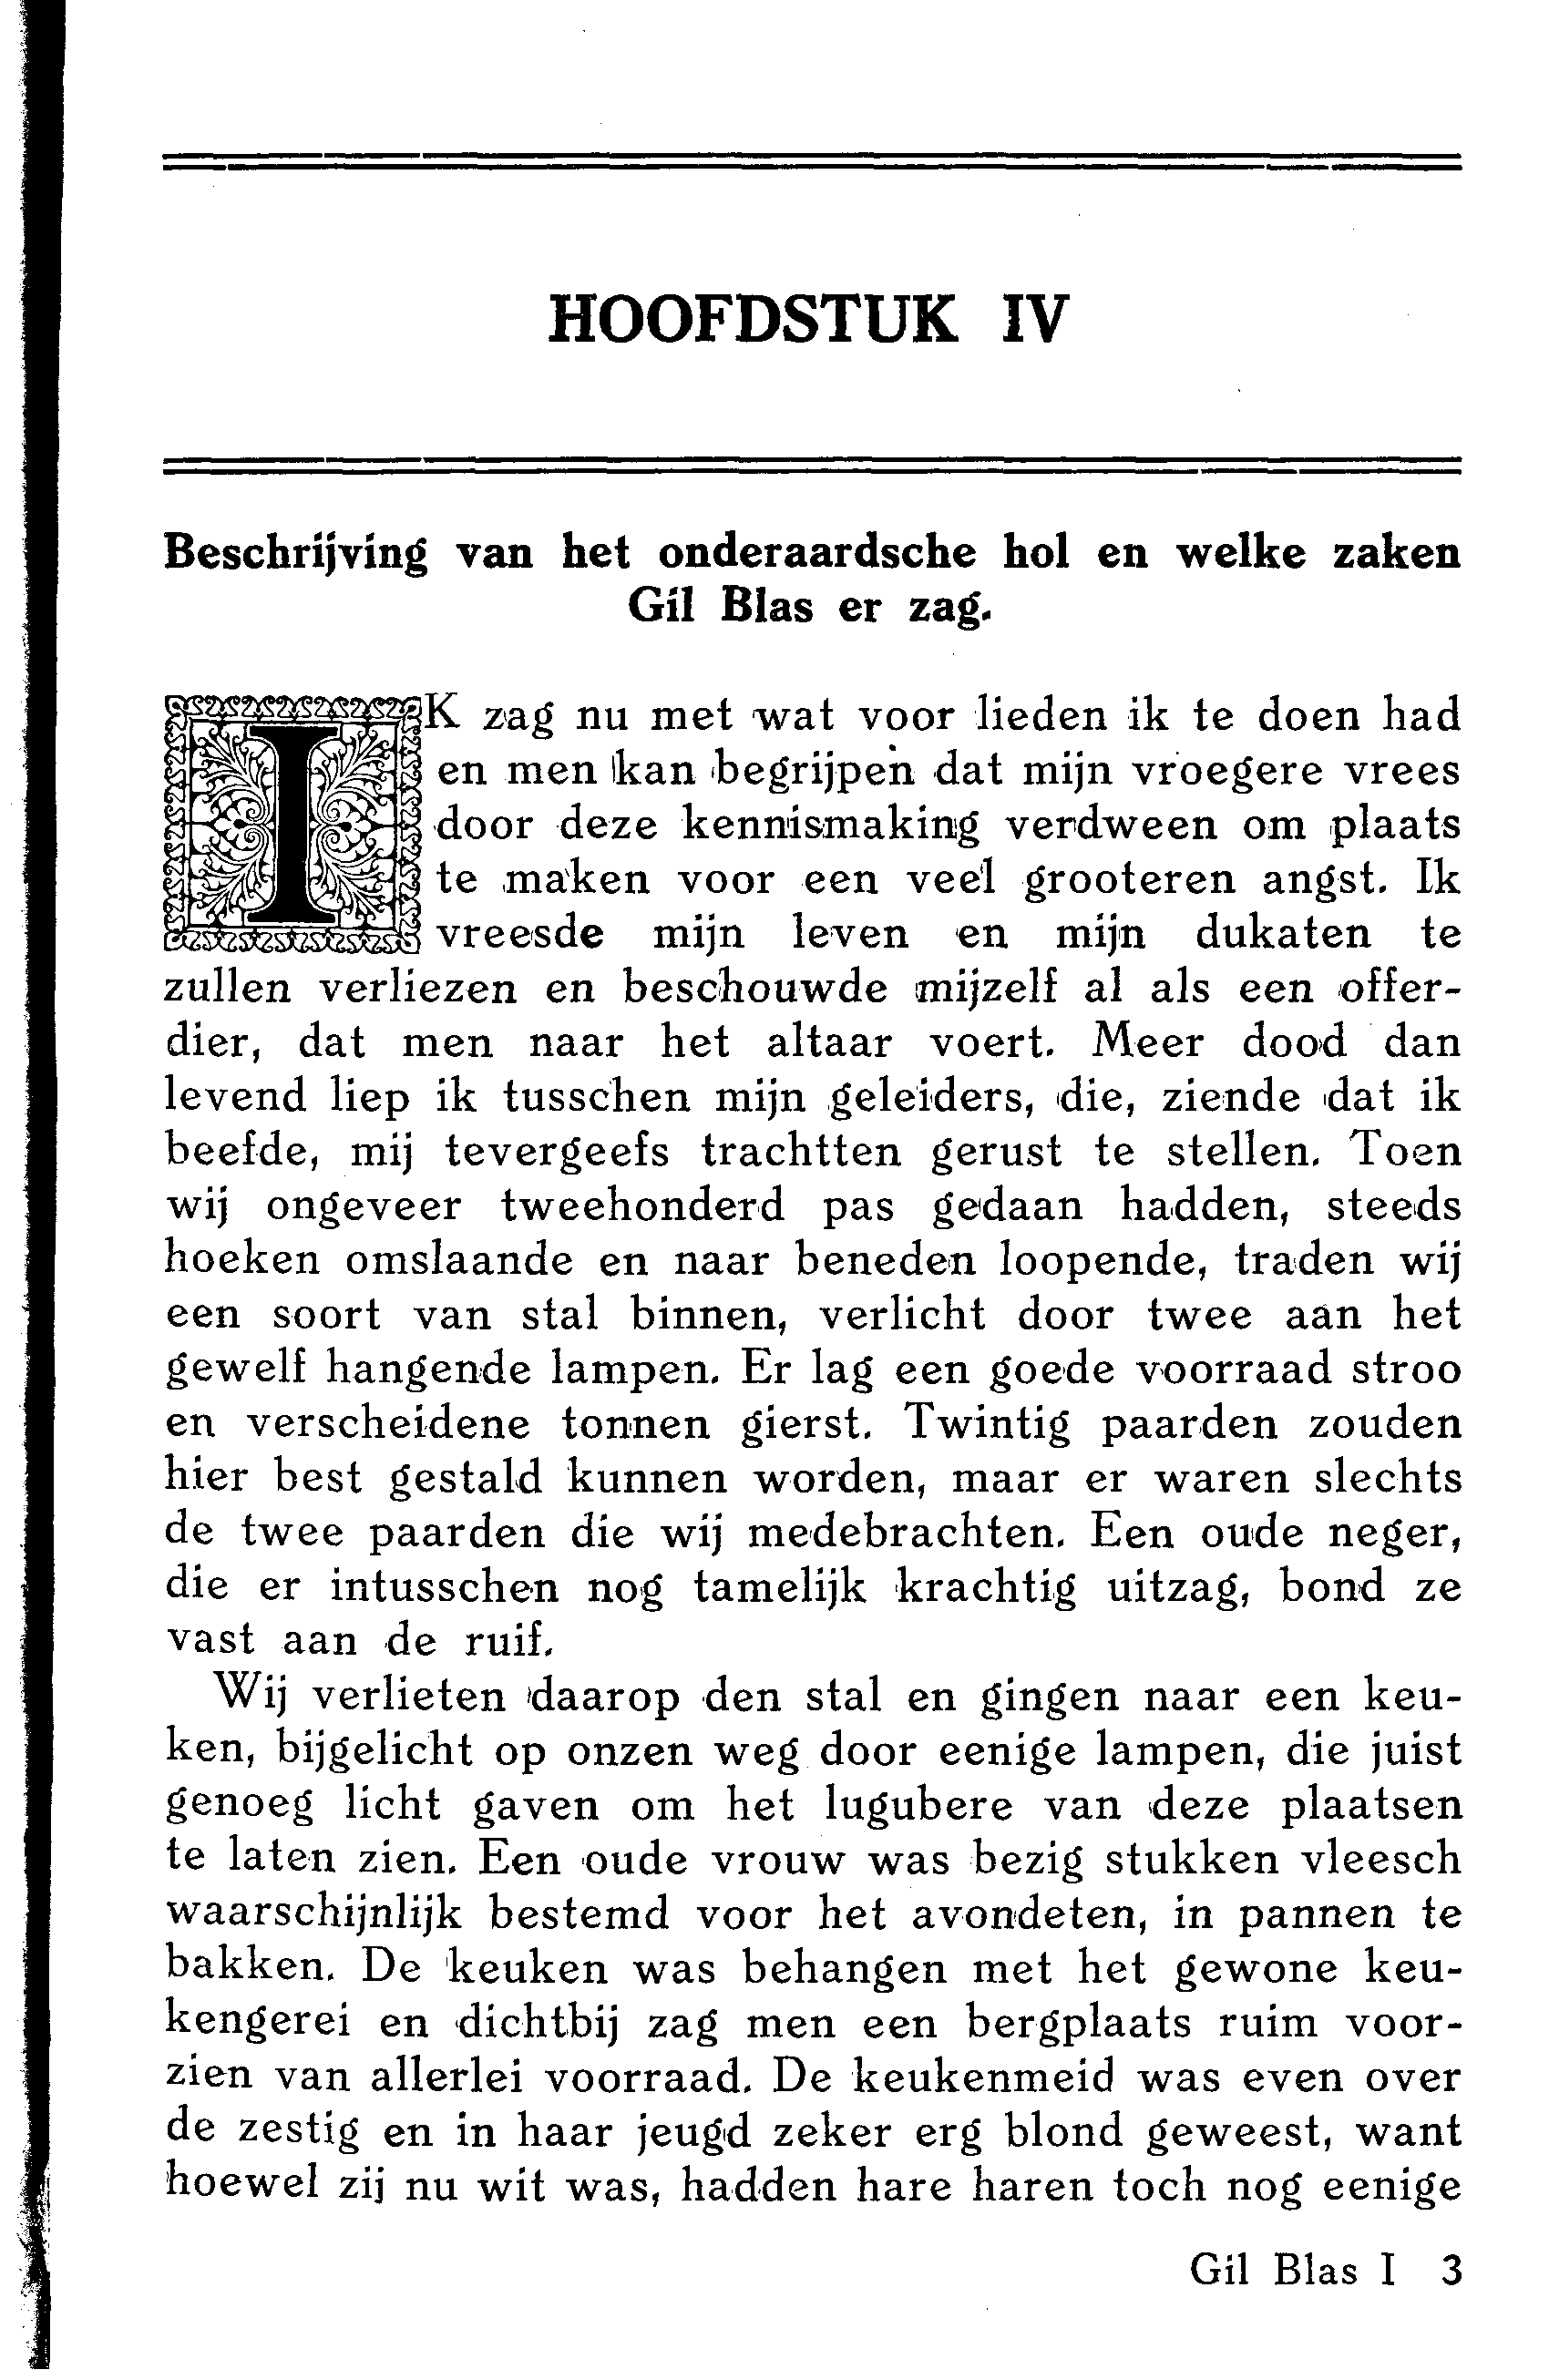 HOOFDSTUK IV
Beschrijving van het onderaardsche hol en welke zaken
Gil Blas er zag.
IK zag nu met wat voor lieden ik te doen had
en men kan begrijpen dat mijn vroegere vrees
door deze kennismaking verdween om plaats
te maken voor een veel grooteren angst. Ik
vreesde mijn leven en mijn dukaten te
zullen verliezen en beschouwde mijzelf al als een offer-
dier, dat men naar het altaar voert. Meer dood dan
levend liep ik tusschen mijn geleiders, die, ziende dat ik
beefde, mij tevergeefs trachtten gerust te stellen. Toen
wij ongeveer tweehonderd pas gedaan hadden, steeds
hoeken omslaande en naar beneden loopende, traden wij
een soort van stal binnen, verlicht door twee aan het
gewelf hangende lampen. Er lag een goede voorraad stroo
en verscheidene tonnen gierst. Twintig paarden zouden
hier best gestald kunnen worden, maar er waren slechts
de twee paarden die wij medebrachten. Een oude neger,
die er intusschen nog tamelijk krachtig uitzag, bond ze
vast aan de ruif.
Wij verlieten daarop den stal en gingen naar een keu-
ken, bijgelicht op onzen weg door eenige lampen, die juist
genoeg licht gaven om het lugubere van deze plaatsen
te laten zien. Een oude vrouw was bezig stukken vleesch
waarschijnlijk bestemd voor het avondeten, in pannen te
bakken. De keuken was behangen met het gewone keu-
kengerei en dichtbij zag men een bergplaats ruim voor-
zien van allerlei voorraad. De keukenmeid was even over
de zestig en in haar jeugd zeker erg blond geweest, want
hoewel zij nu wit was, hadden hare haren toch nog eenige
Gil Blas I 3